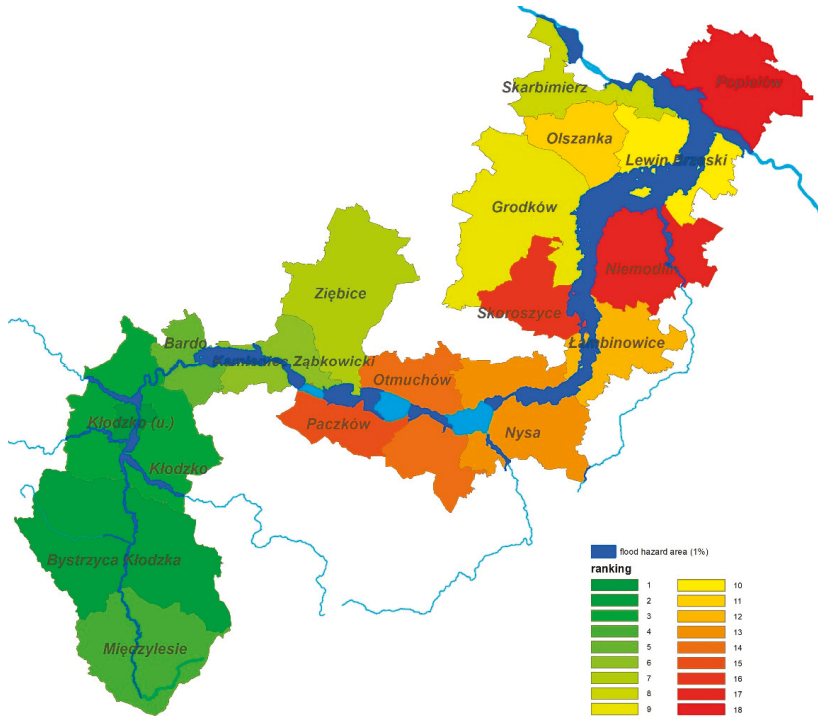 Popielów
Skarbimierz
Olszanka
Lewin Brzeski
Grodków
Niemodlin
Ziębice
Skoroszyce
Łambinowice
Bardo
Kamieniec Ząbkowicki
Otmuchów
Paczków
Nysa
Kłodzko (u.)
Kłodzko
Bystrzyca Kłodzka
Międzylesie
flood hazard area (1%)
ranking
1
2
3
4
5
6
7
8
9
10
11
12
13
14
15
16
17
18